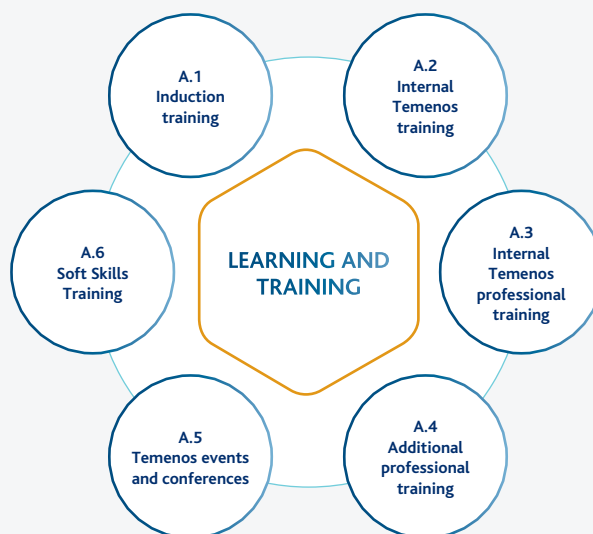 A.1
Induction
training
A.2
Internal
Temenos
training
A.3
Internal
Temenos
professional
training
A.4
Additional
professional
training
A.5
Temenos events
and conferences
A.6
Soft Skills
Training
LEARNING AND
TRAINING